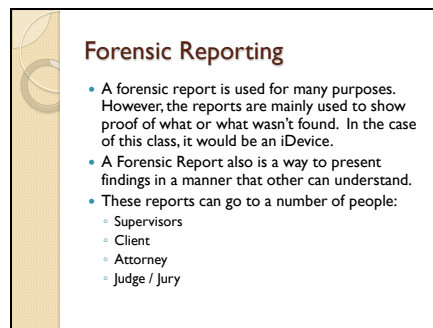 Forensic Reporting
• A forensic report is used for many purposes.
However, the reports are mainly used to show
proof of what or what wasn't found. In the case
of this class, it would be an iDevice.
• A Forensic Report also is a way to present
findings in a manner that other can understand.
• These reports can go to a number of people:
◦ Supervisors
◦ Client
◦ Attorney
◦ Judge / Jury